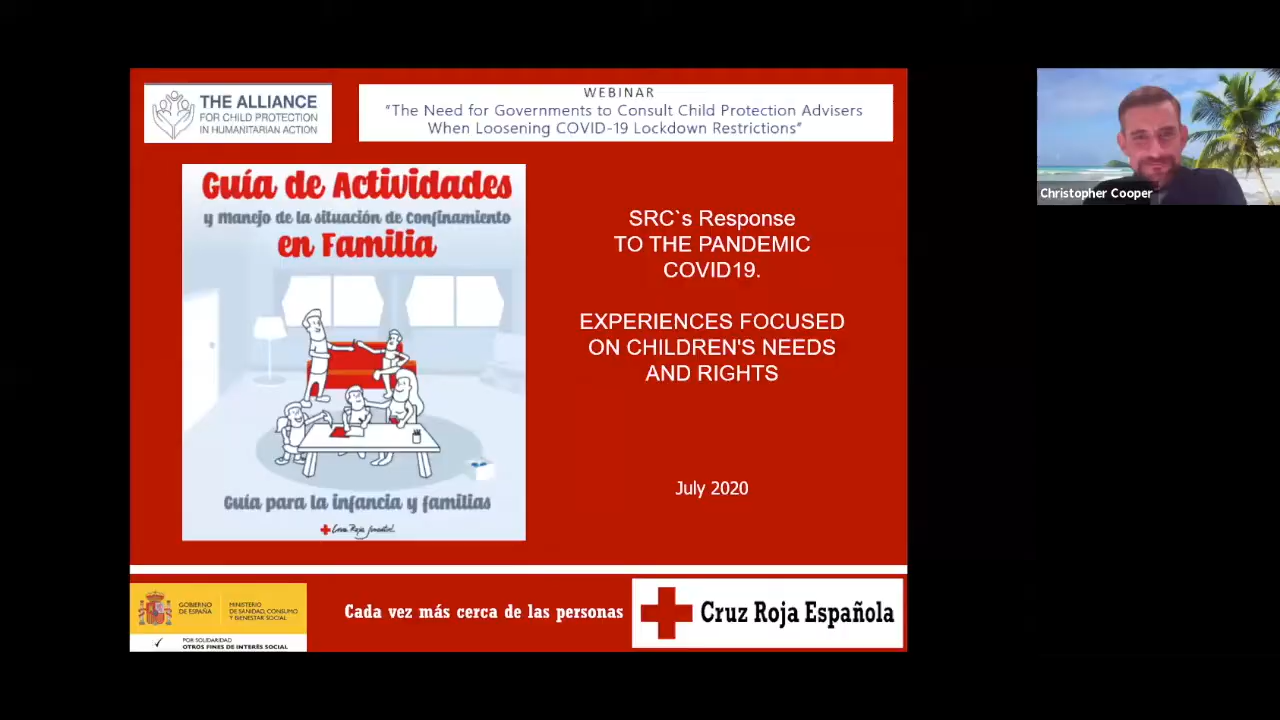 THE ALLIANCE
FOR CHILD PROTECTION
IN HUMANITARIAN ACTION
WEBINAR
“The Need for Governments to Consult Child Protection Advisers
When Loosening COVID-19 Lockdown Restrictions”
Guía de Actividades
y manejo de la situación de confinamiento
en Familia
Guía para la infancia y familias
Cruz Roja Juventud
SRC`s Response
TO THE PANDEMIC
COVID19.
EXPERIENCES FOCUSED
ON CHILDREN'S NEEDS
AND RIGHTS
July 2020
Christopher Cooper
GOBIERNO
DE ESPAÑA
MINISTERIO
DE SANIDAD, CONSUMO
Y BIENESTAR SOCIAL
POR SOLIDARIDAD
OTROS FINES DE INTERÉS SOCIAL
Cada vez más cerca de las personas
Cruz Roja Española